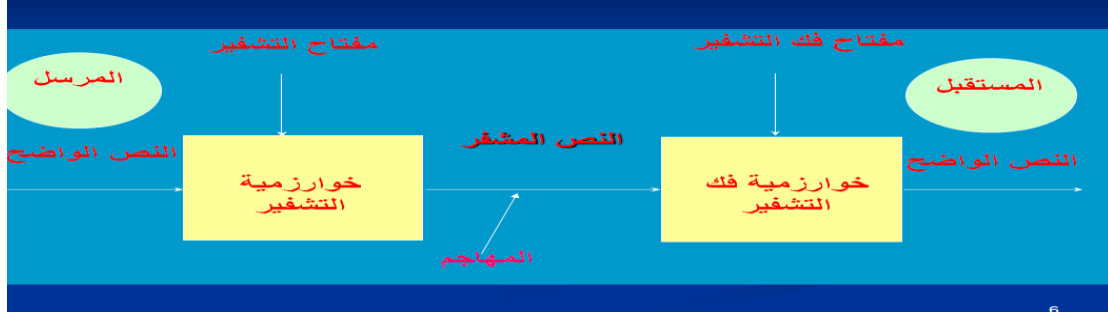 مفتاح التشفير
مفتاح فك التشفير
المرسل
المستقبل
النص الواضح
النص المشفر
النص الواضح
خوارزمية
التشفير
خوارزمية فك
التشفير
المهاجم
6